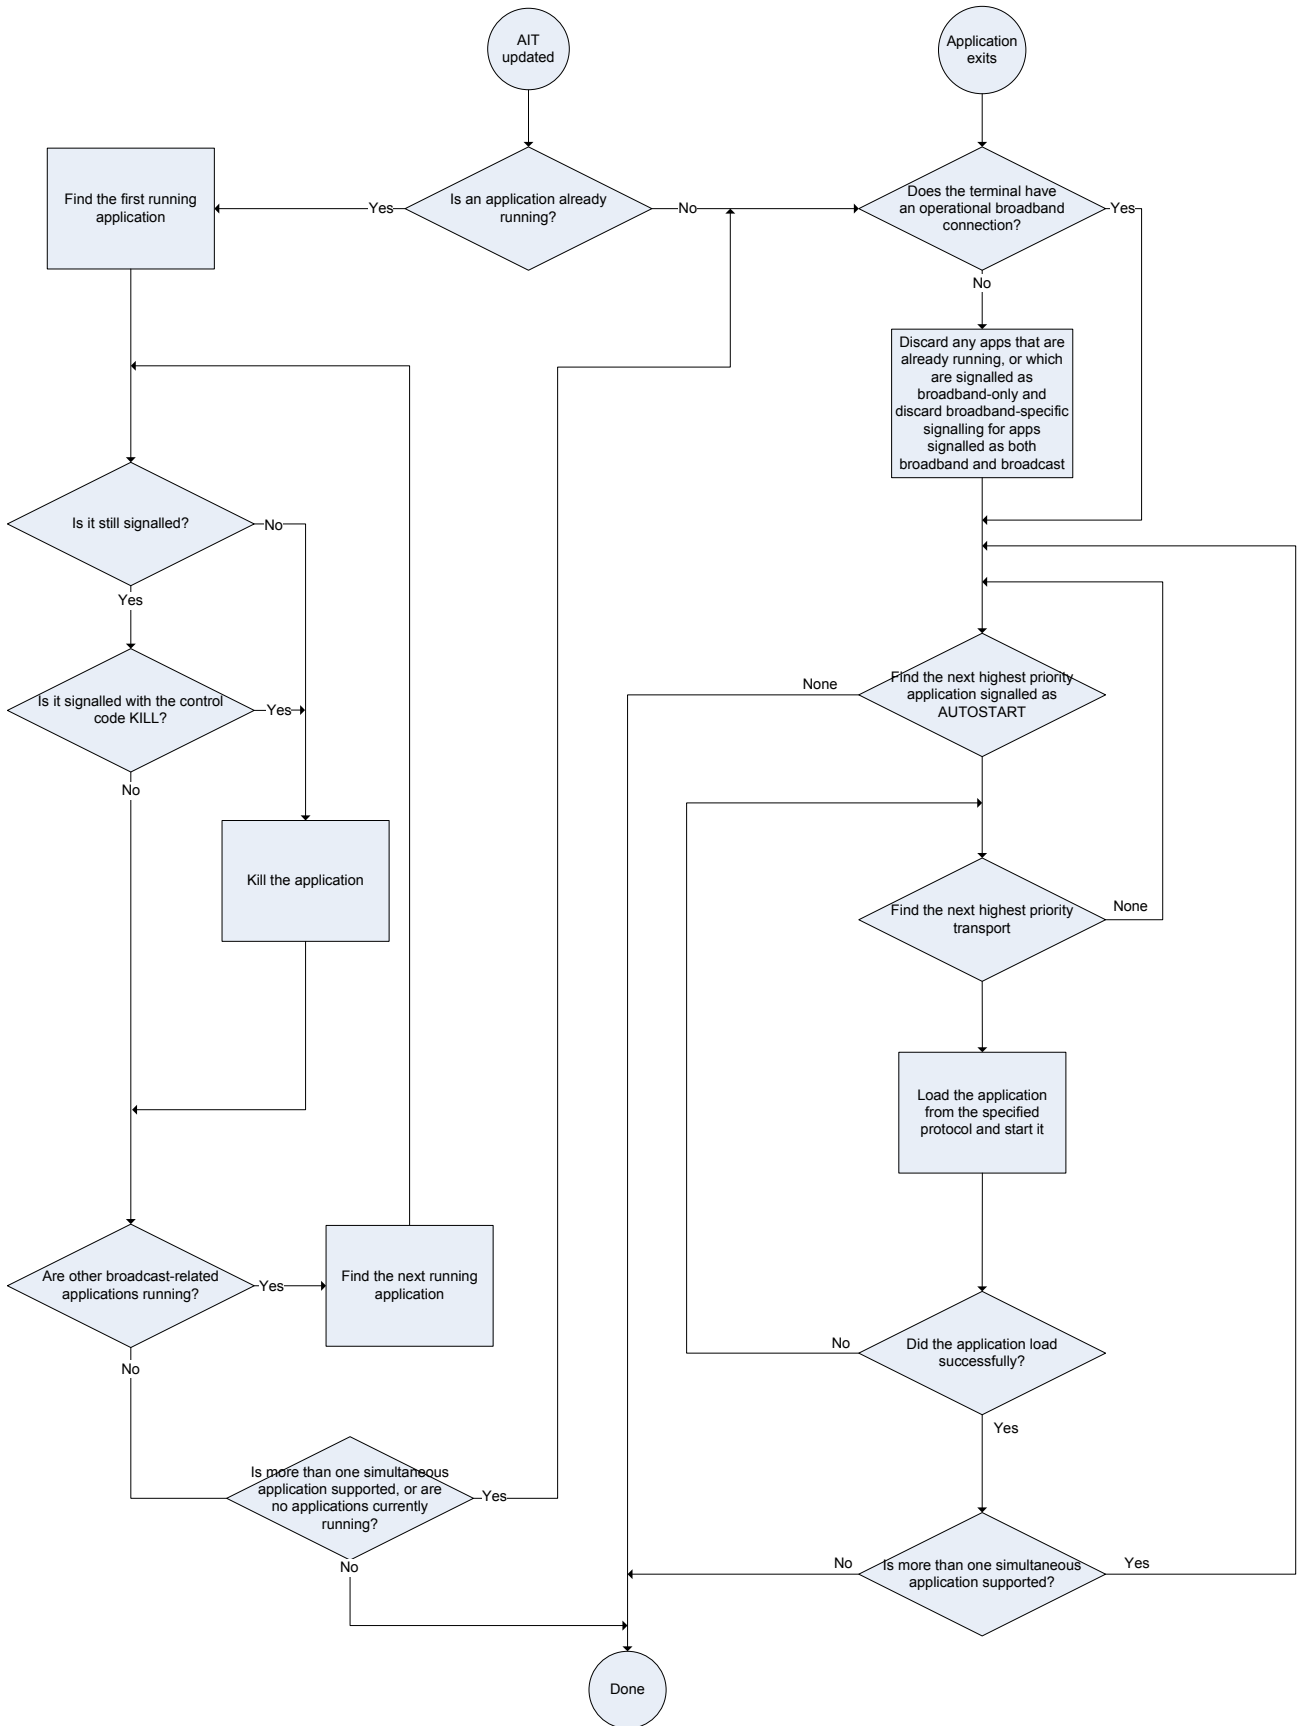 AIT
updated
Application
exits
Find the first running
application
Yes
Is an application already
running?
No
Does the terminal have
an operational broadband
connection?
Yes
No
Discard any apps that are
already running, or which
are signalled as
broadband-only and
discard broadband-specific
signalling for apps
signalled as both
broadband and broadcast
Is it still signalled?
No
Yes
Is it signalled with the control
code KILL?
Yes
No
Kill the application
None
Find the next highest priority
application signalled as
AUTOSTART
Find the next highest priority
transport
None
Load the application
from the specified
protocol and start it
Are other broadcast-related
applications running?
Yes
Find the next running
application
No
No
Did the application load
successfully?
Yes
Is more than one simultaneous
application supported, or are
no applications currently
running?
Yes
No
No
Is more than one simultaneous
application supported?
Yes
Done